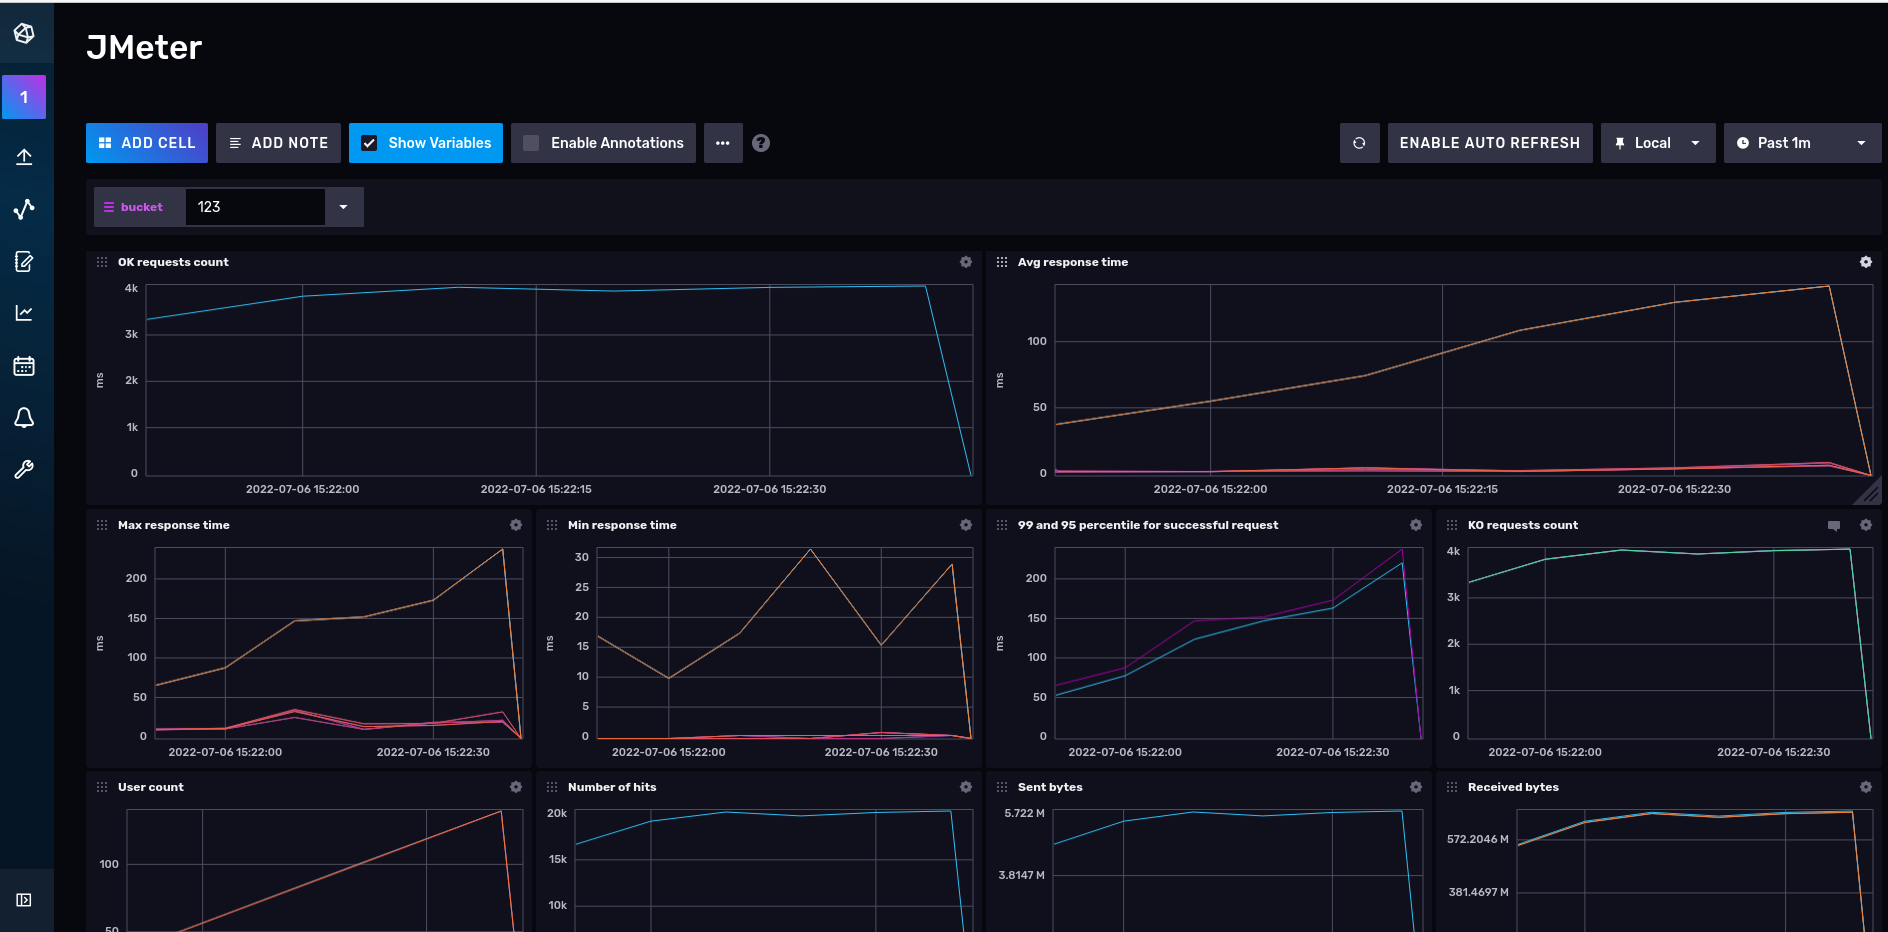 JMeter
1
ADD CELL
ADD NOTE
Show Variables
Enable Annotations
?
ENABLE AUTO REFRESH
Local
Past 1m
bucket
123
OK requests count
4k
3k
2k
1k
0
ms
2022-07-06 15:22:00
2022-07-06 15:22:15
2022-07-06 15:22:30
Avg response time
100
50
0
ms
2022-07-06 15:22:00
2022-07-06 15:22:15
2022-07-06 15:22:30
Max response time
200
150
100
50
0
ms
2022-07-06 15:22:00
2022-07-06 15:22:30
Min response time
30
25
20
15
10
5
0
ms
2022-07-06 15:22:00
2022-07-06 15:22:30
99 and 95 percentile for successful request
200
150
100
50
0
ms
2022-07-06 15:22:00
2022-07-06 15:22:30
KO requests count
4k
3k
2k
1k
0
2022-07-06 15:22:00
2022-07-06 15:22:30
User count
100
50
Number of hits
20k
15k
10k
Sent bytes
5.722 M
3.8147 M
Received bytes
572.2046 M
381.4697 M